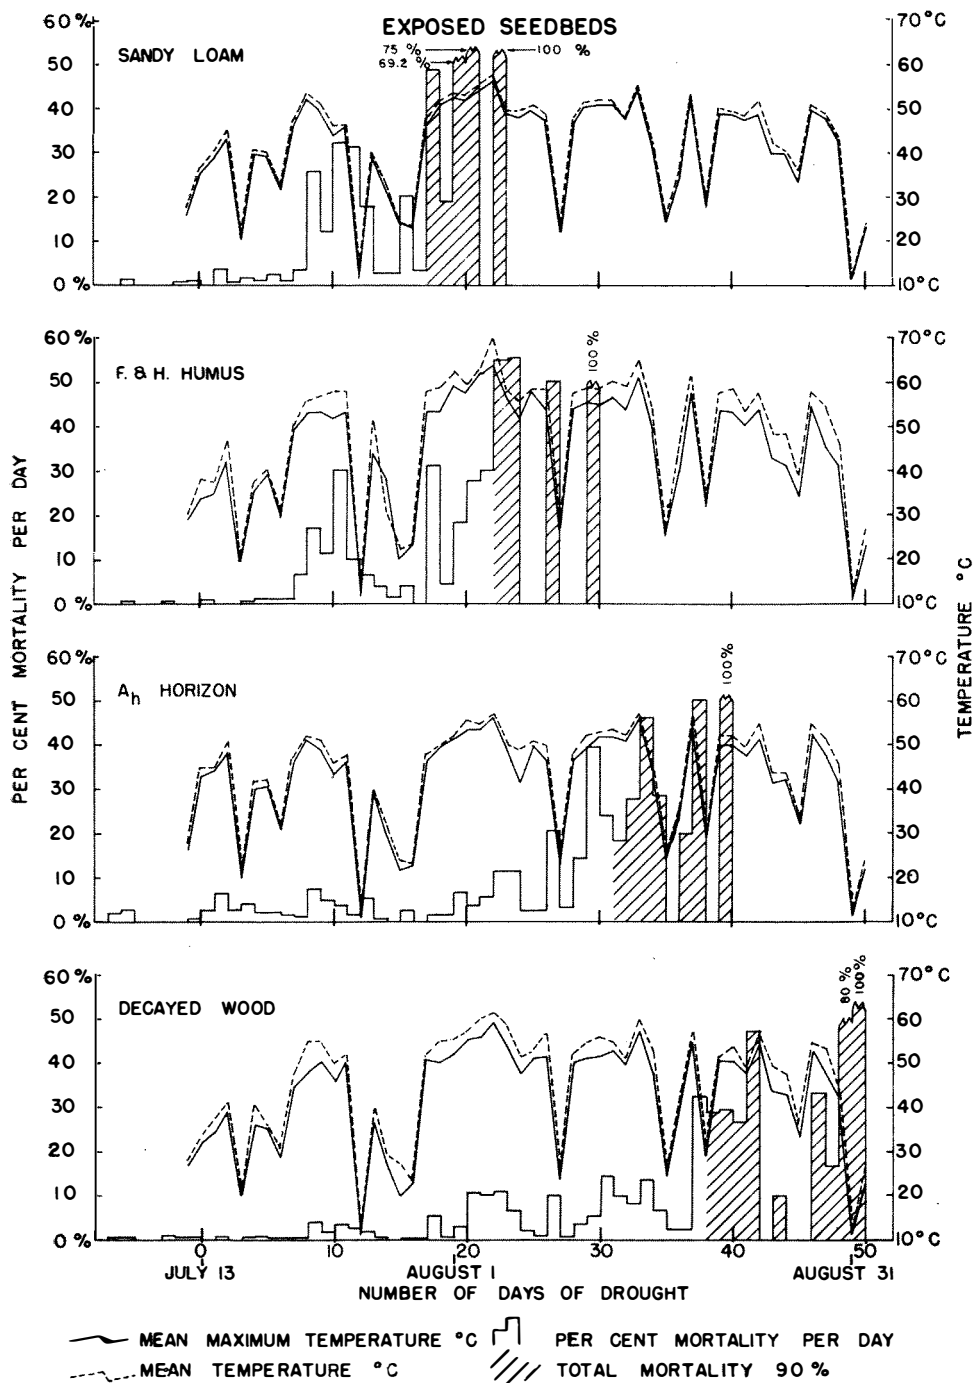 EXPOSED SEEDBEDS
60% 70°C
SANDY LOAM
75 %
69.2 %
100 %
50 60
40 50
30 40
20 30
10 20
0 % 10°C
60% 70°C
F. & H. HUMUS
100%
50 60
40 50
30 40
20 30
10 20
0 % 10°C
60% 70°C
Ah HORIZON
100%
50 60
40 50
30 40
20 30
10 20
0 % 10°C
60% 70°C
DECAYED WOOD
80 %
100%
50 60
40 50
30 40
20 30
10 20
0 % 10°C
PER CENT MORTALITY PER DAY
TEMPERATURE °C
0 10 20 30 40 50
JULY 13 AUGUST 1 AUGUST 31
NUMBER OF DAYS OF DROUGHT
MEAN MAXIMUM TEMPERATURE °C PER CENT MORTALITY PER DAY
MEAN TEMPERATURE °C TOTAL MORTALITY 90%